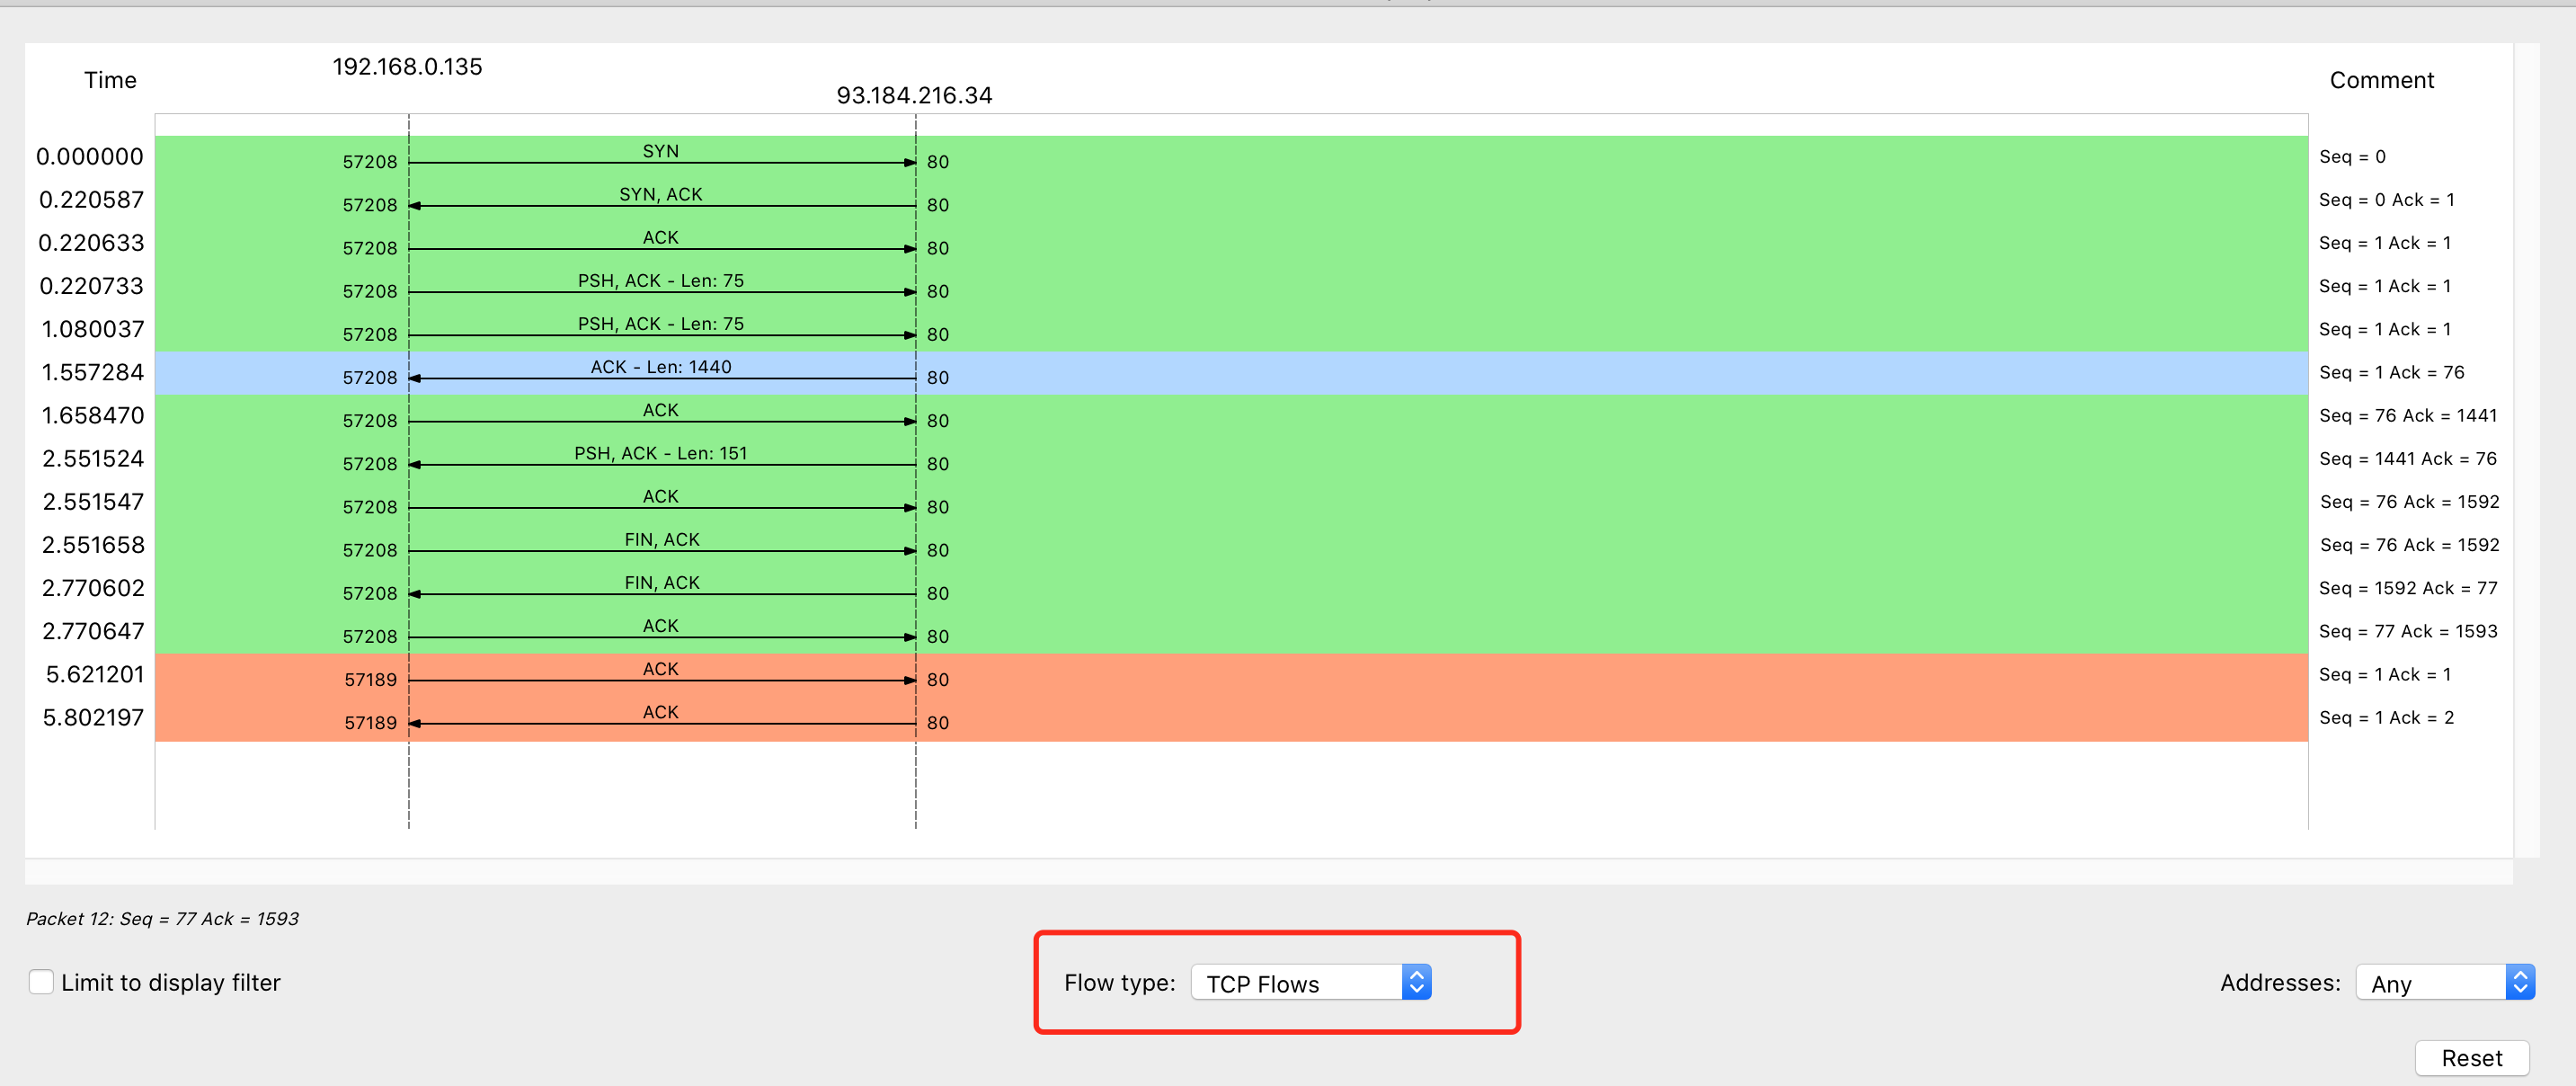 192.168.0.135
Time
Comment
93.184.216.34
0.000000 57208 SYN 80 Seq = 0
0.220587 57208 SYN, ACK 80 Seq = 0 Ack = 1
0.220633 57208 ACK 80 Seq = 1 Ack = 1
0.220733 57208 PSH, ACK - Len: 75 80 Seq = 1 Ack = 1
1.080037 57208 PSH, ACK - Len: 75 80 Seq = 1 Ack = 1
1.557284 57208 ACK - Len: 1440 80 Seq = 1 Ack = 76
1.658470 57208 ACK 80 Seq = 76 Ack = 1441
2.551524 57208 PSH, ACK - Len: 151 80 Seq = 1441 Ack = 76
2.551547 57208 ACK 80 Seq = 76 Ack = 1592
2.551658 57208 FIN, ACK 80 Seq = 76 Ack = 1592
2.770602 57208 FIN, ACK 80 Seq = 1592 Ack = 77
2.770647 57208 ACK 80 Seq = 77 Ack = 1593
5.621201 57189 ACK 80 Seq = 1 Ack = 1
5.802197 57189 ACK 80 Seq = 1 Ack = 2
Packet 12: Seq = 77 Ack = 1593
Limit to display filter Flow type: TCP Flows Addresses: Any
Reset